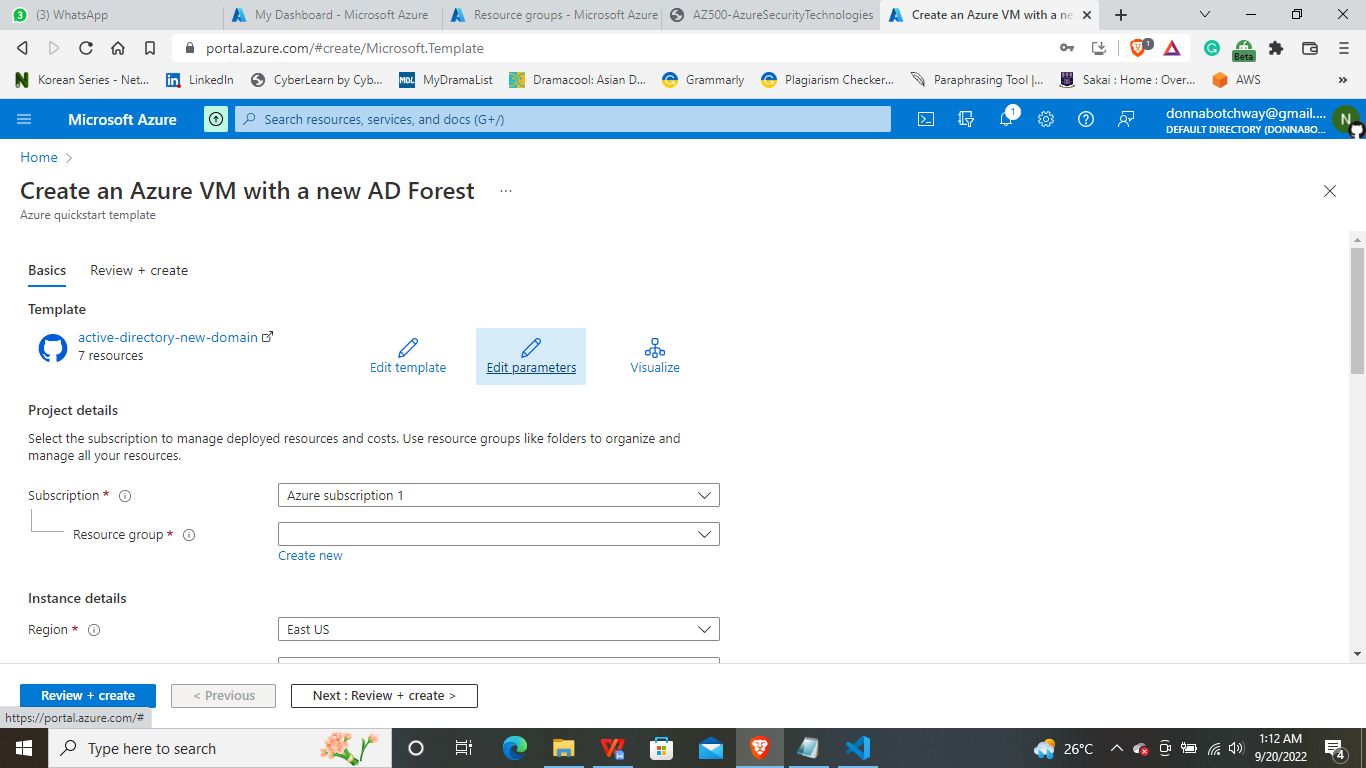 (3) WhatsApp
My Dashboard - Microsoft Azure
Resource groups - Microsoft Azure
AZ500-AzureSecurityTechnologies
Create an Azure VM with a ne
portal.azure.com/#create/Microsoft.Template
1
Beta
Korean Series - Net...
LinkedIn
CyberLearn by Cyb...
MDL
MyDramaList
Dramacool: Asian D...
Grammarly
Plagiarism Checker...
Paraphrasing Tool |...
Sakai : Home : Over...
AWS
»
Microsoft Azure
Search resources, services, and docs (G+/)
1
donnabotchway@gmail....
DEFAULT DIRECTORY (DONNABO...
N
Home
Create an Azure VM with a new AD Forest
...
Azure quickstart template
Basics
Review + create
Template
active-directory-new-domain
7 resources
Edit template
Edit parameters
Visualize
Project details
Select the subscription to manage deployed resources and costs. Use resource groups like folders to organize and
manage all your resources.
Subscription *
Azure subscription 1
Resource group *
Create new
Instance details
Region *
East US
Review + create
< Previous
Next : Review + create >
https://portal.azure.com/#
Type here to search
26°C
1:12 AM
9/20/2022
4